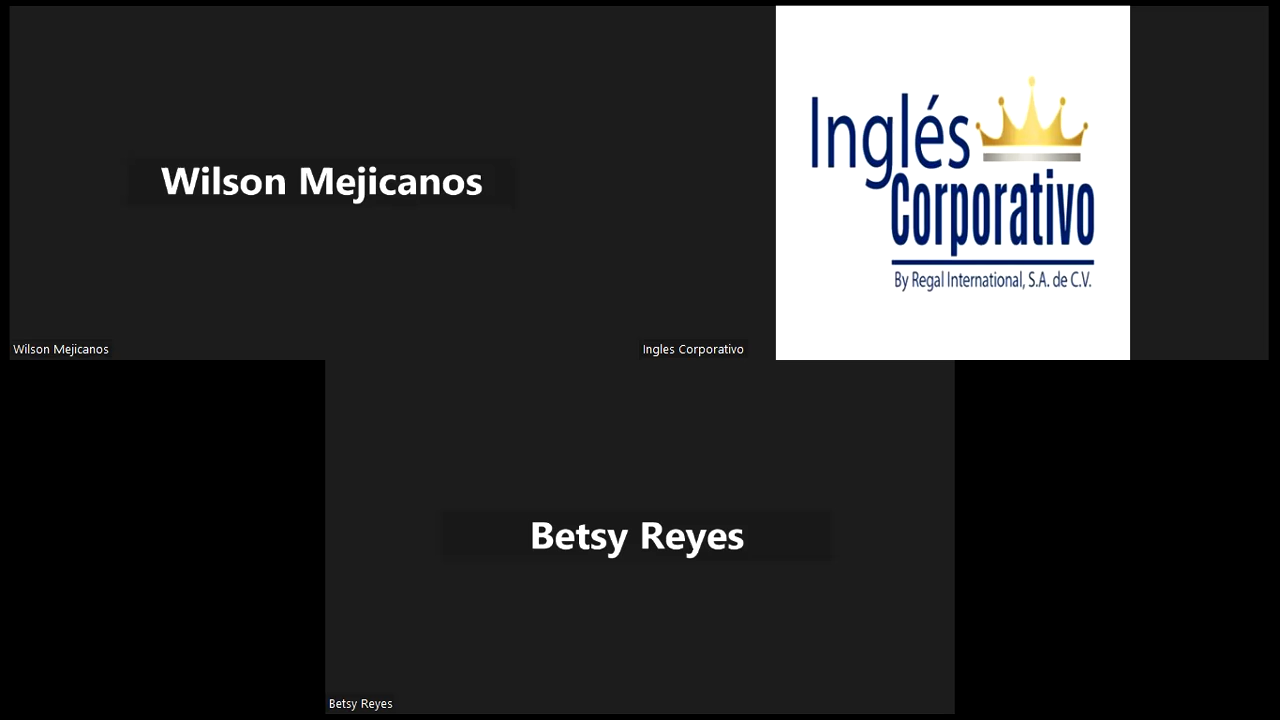 Wilson Mejicanos
Wilson Mejicanos
Inglés
Corporativo
By Regal International, S.A. de C.V.
Ingles Corporativo
Betsy Reyes
Betsy Reyes